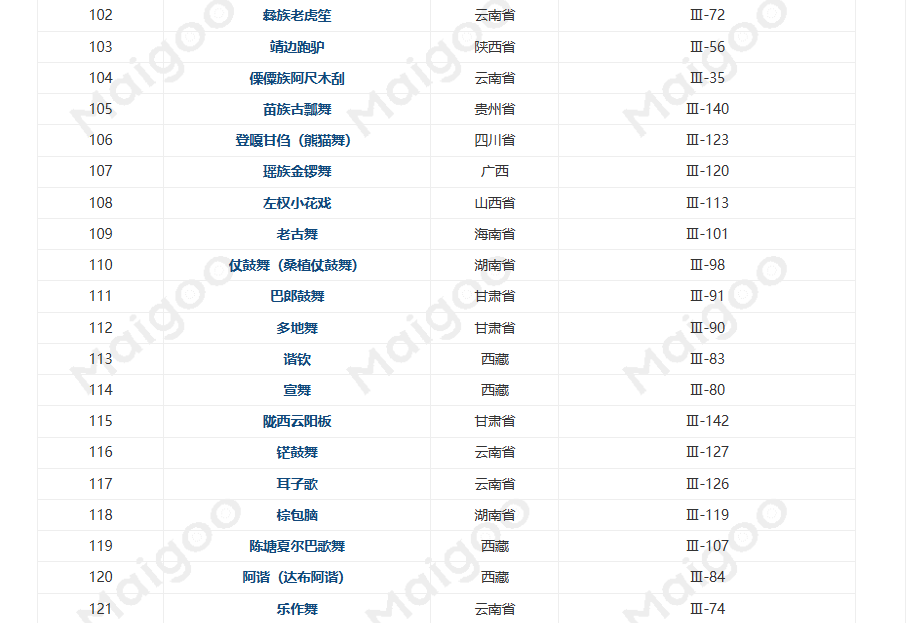 102 彝族老虎笙 云南省 Ⅲ-72
103 靖边跑驴 陕西省 Ⅲ-56
104 傈僳族阿尺木刮 云南省 Ⅲ-35
105 苗族古瓢舞 贵州省 Ⅲ-140
106 登嘎甘㑇（熊猫舞） 四川省 Ⅲ-123
107 瑶族金锣舞 广西 Ⅲ-120
108 左权小花戏 山西省 Ⅲ-113
109 老古舞 海南省 Ⅲ-101
110 仗鼓舞（桑植仗鼓舞） 湖南省 Ⅲ-98
111 巴郎鼓舞 甘肃省 Ⅲ-91
112 多地舞 甘肃省 Ⅲ-90
113 谐钦 西藏 Ⅲ-83
114 宣舞 西藏 Ⅲ-80
115 陇西云阳板 甘肃省 Ⅲ-142
116 铓鼓舞 云南省 Ⅲ-127
117 耳子歌 云南省 Ⅲ-126
118 棕包脑 湖南省 Ⅲ-119
119 陈塘夏尔巴歌舞 西藏 Ⅲ-107
120 阿谐（达布阿谐） 西藏 Ⅲ-84
121 乐作舞 云南省 Ⅲ-74
Maigoo Maigoo Maigoo
Maigoo Maigoo Maigoo
Maigoo Maigoo Maigoo